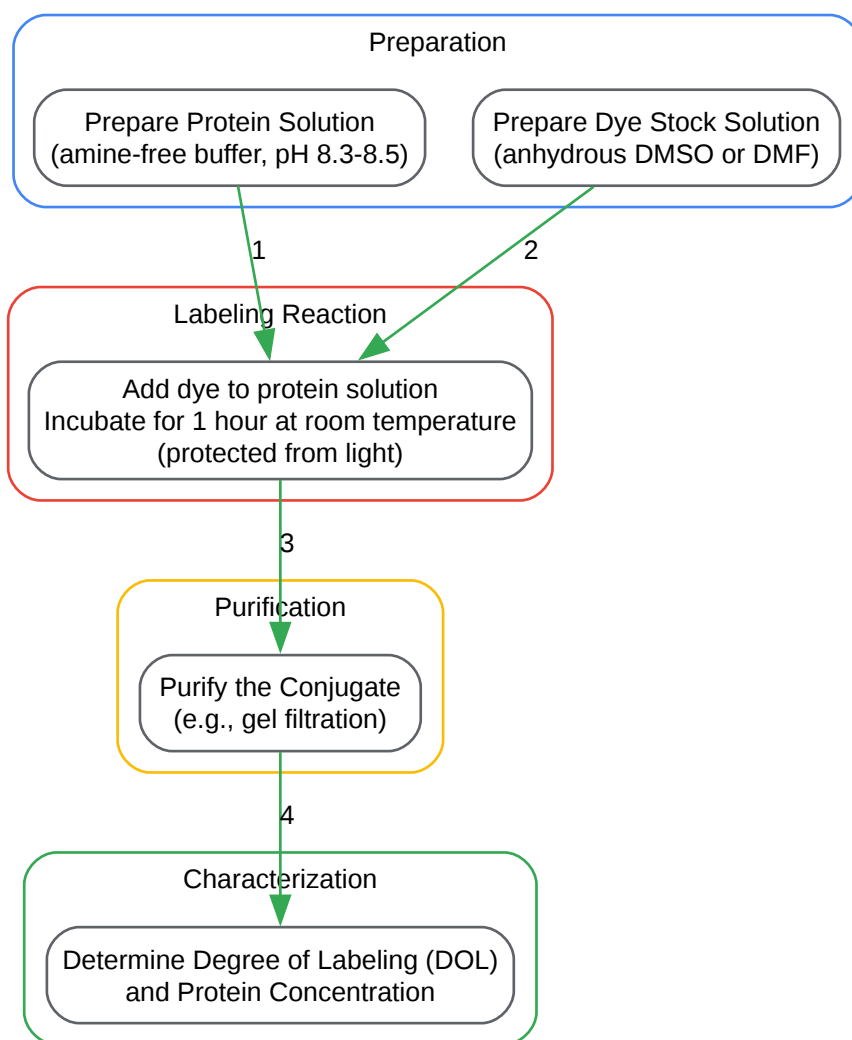 Preparation
Prepare Protein Solution
(amine-free buffer, pH 8.3-8.5)
Prepare Dye Stock Solution
(anhydrous DMSO or DMF)
1
2
Labeling Reaction
Add dye to protein solution
Incubate for 1 hour at room temperature
(protected from light)
3
Purification
Purify the Conjugate
(e.g., gel filtration)
4
Characterization
Determine Degree of Labeling (DOL)
and Protein Concentration